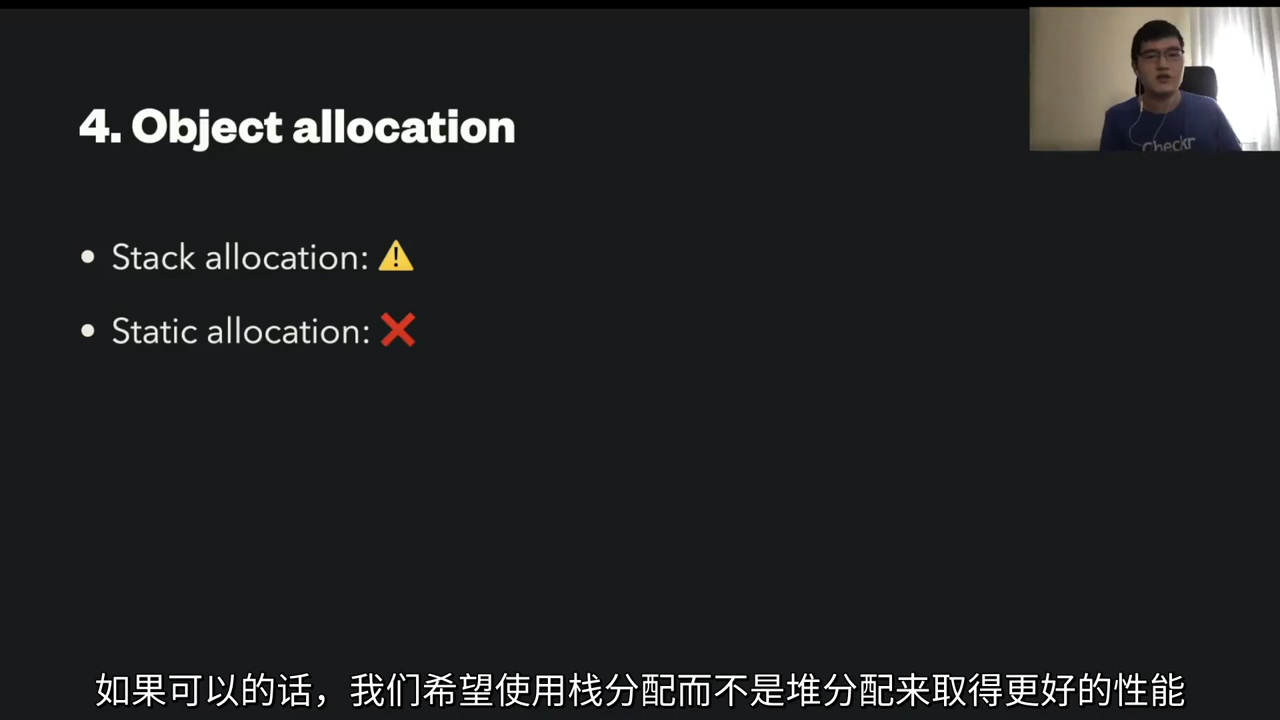 4. Object allocation
• Stack allocation: ⚠️
• Static allocation: ❌
Checkr
如果可以的话，我们希望使用栈分配而不是堆分配来取得更好的性能